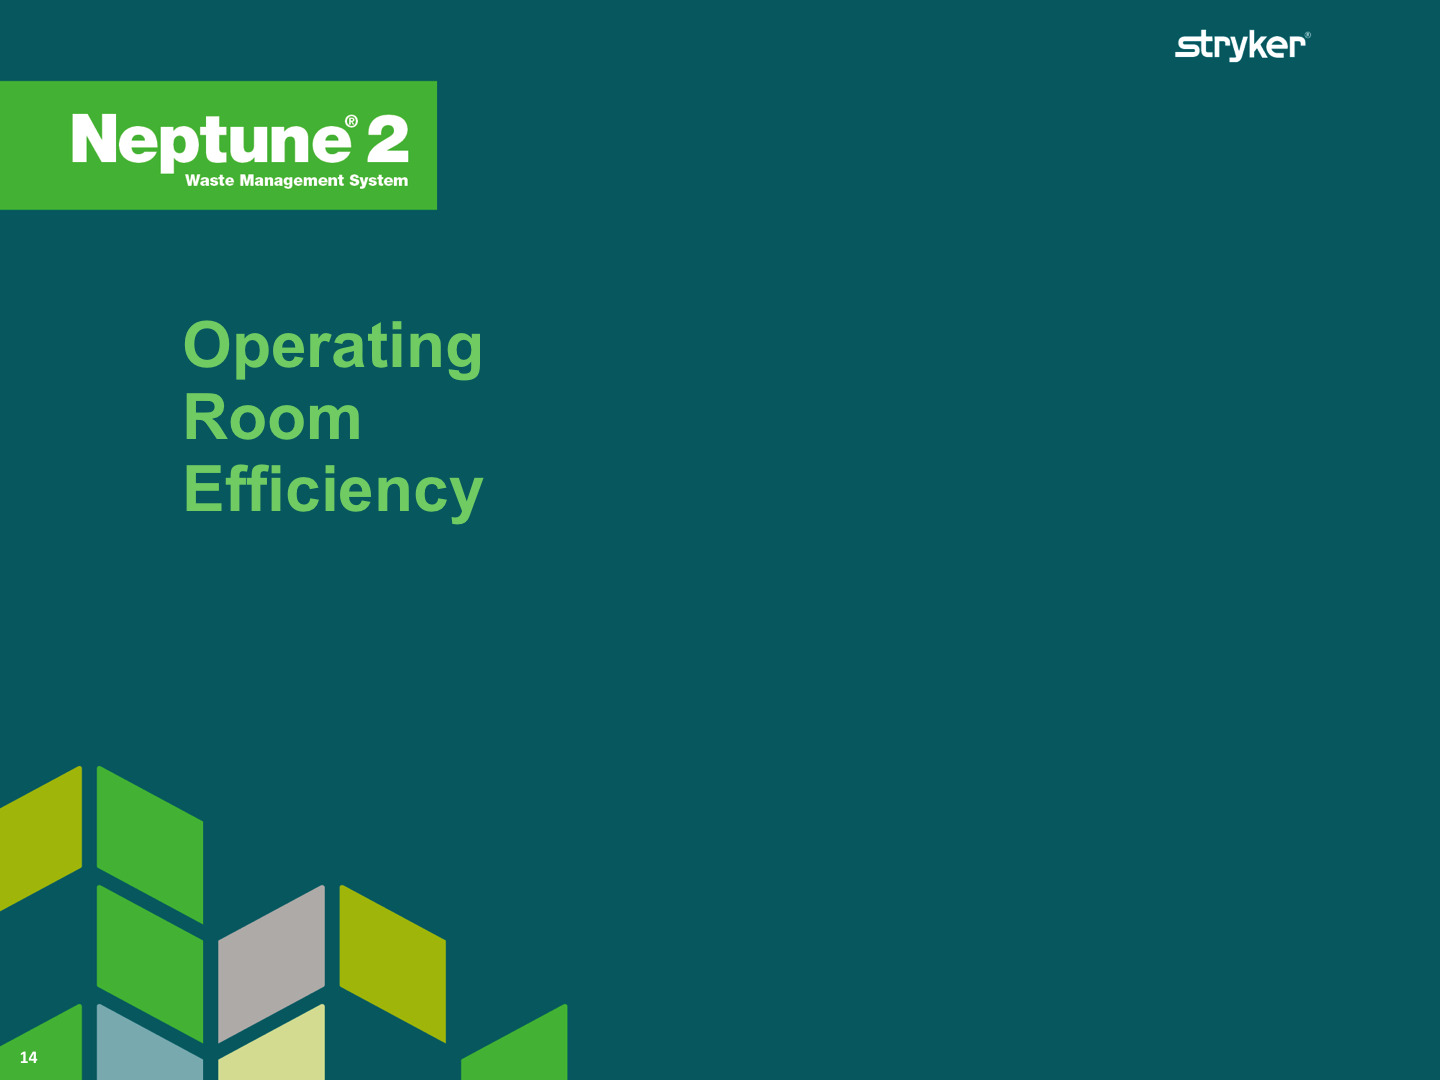 stryker®
Neptune® 2
Waste Management System
Operating
Room
Efficiency
14